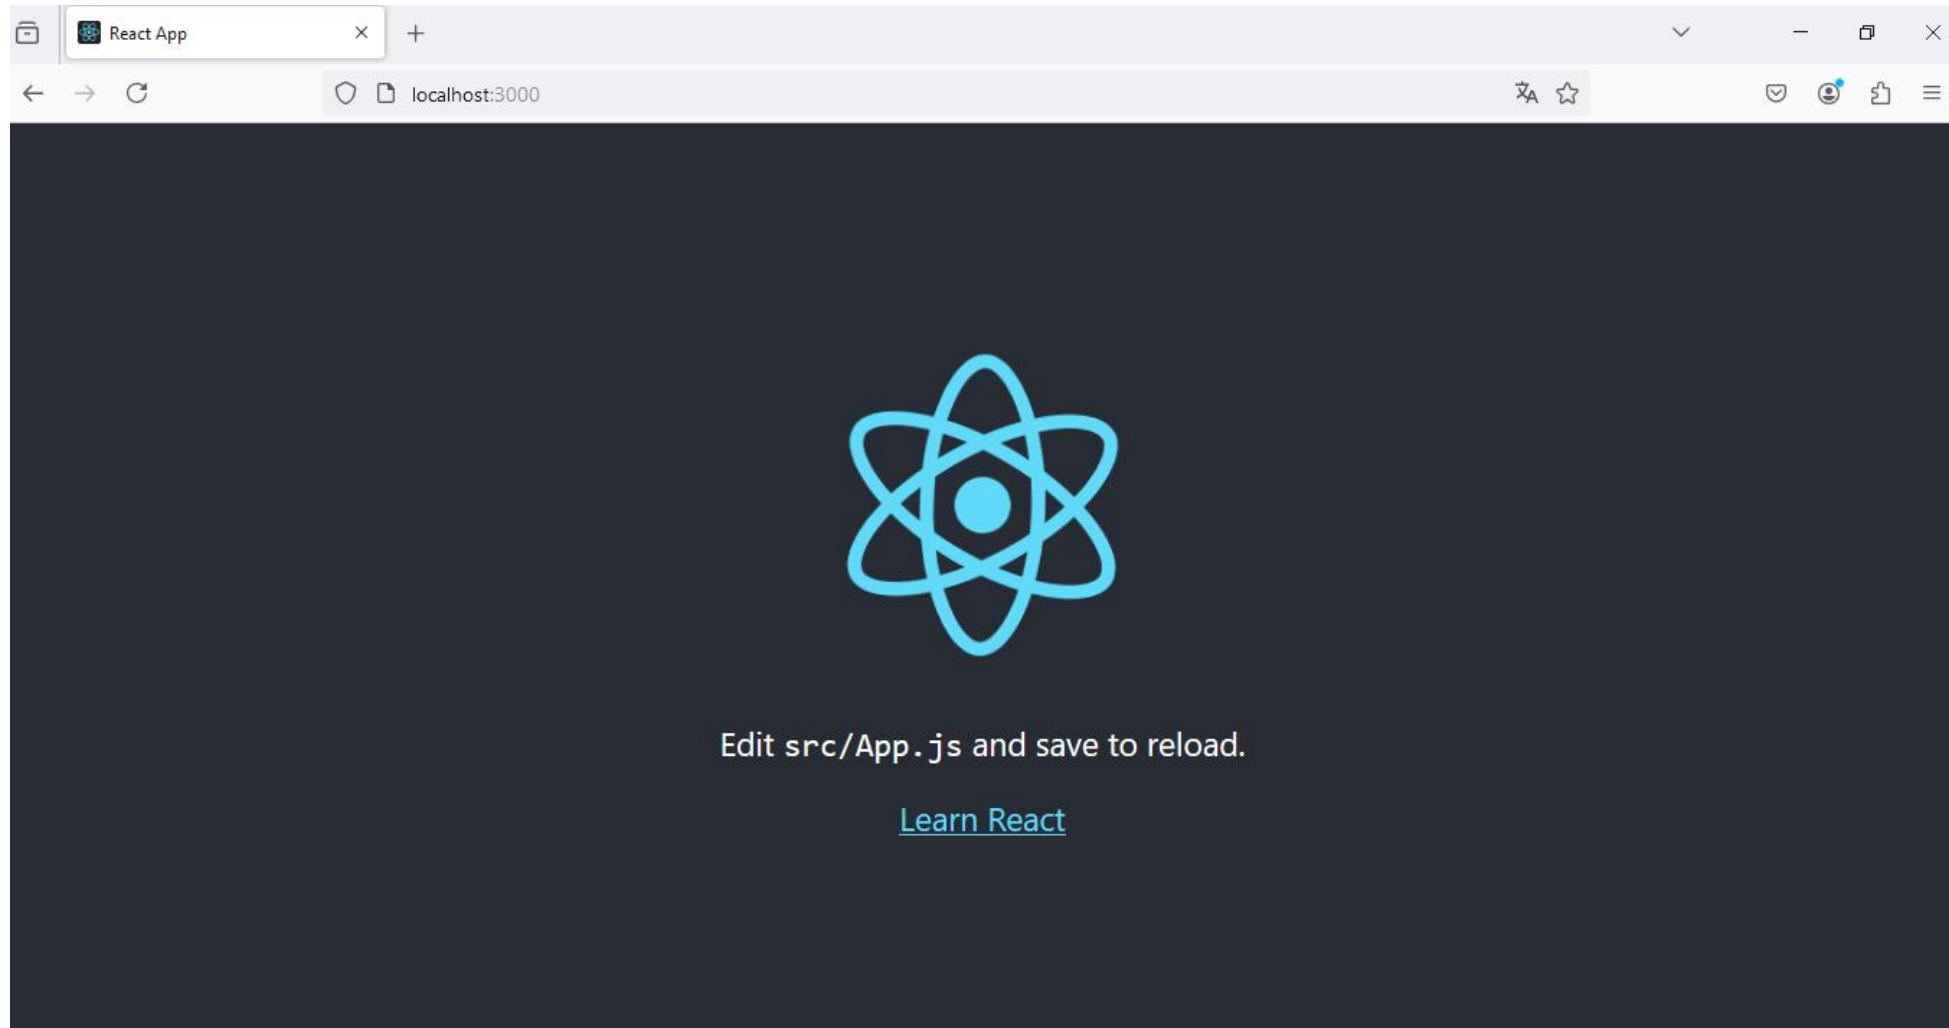 React App
localhost:3000
Edit src/App.js and save to reload.
Learn React